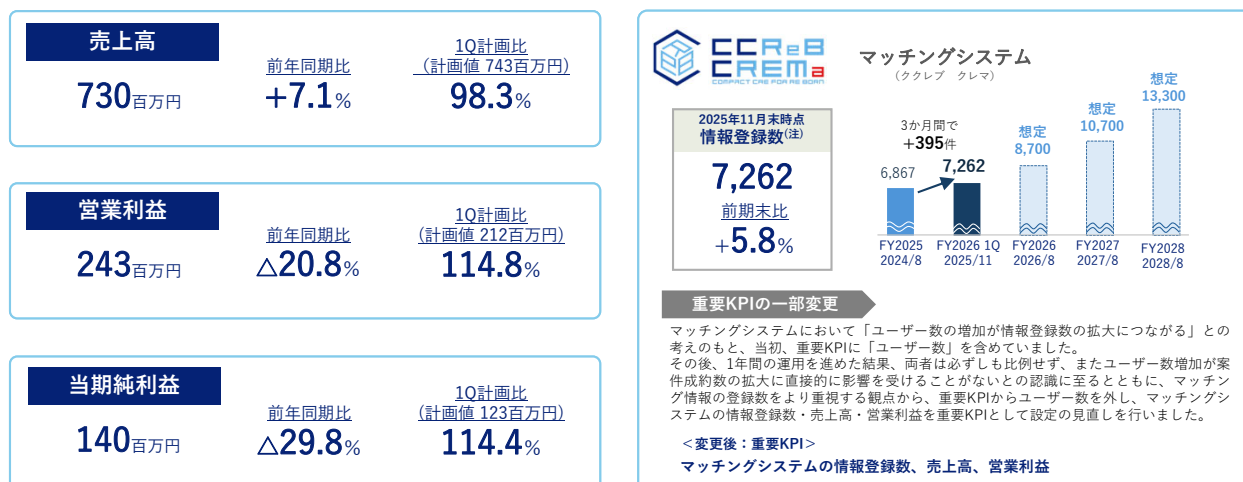 売上高
730百万円
前年同期比
+7.1%
1Q計画比
(計画値 743百万円)
98.3%
営業利益
243百万円
前年同期比
△20.8%
1Q計画比
(計画値 212百万円)
114.8%
当期純利益
140百万円
前年同期比
△29.8%
1Q計画比
(計画値 123百万円)
114.4%
CCReB
CREMa
COMPACT CRE FOR RE BORN
マッチングシステム
(ククレブ クレマ)
2025年11月末時点
情報登録数(注)
7,262
前期末比
+5.8%
3か月間で
+395件
6,867
7,262
想定
8,700
想定
10,700
想定
13,300
FY2025
2024/8
FY2026 1Q
2025/11
FY2026
2026/8
FY2027
2027/8
FY2028
2028/8
重要KPIの一部変更
マッチングシステムにおいて「ユーザー数の増加が情報登録数の拡大につながる」との
考えのもと、当初、重要KPIに「ユーザー数」を含めていました。
その後、1年間の運用を進めた結果、両者は必ずしも比例せず、またユーザー数増加が案
件成約数の拡大に直接的に影響を受けることがないとの認識に至るとともに、マッチン
グ情報の登録数をより重視する観点から、重要KPIからユーザー数を外し、マッチングシ
ステムの情報登録数・売上高・営業利益を重要KPIとして設定の見直しを行いました。
＜変更後：重要KPI＞
マッチングシステムの情報登録数、売上高、営業利益